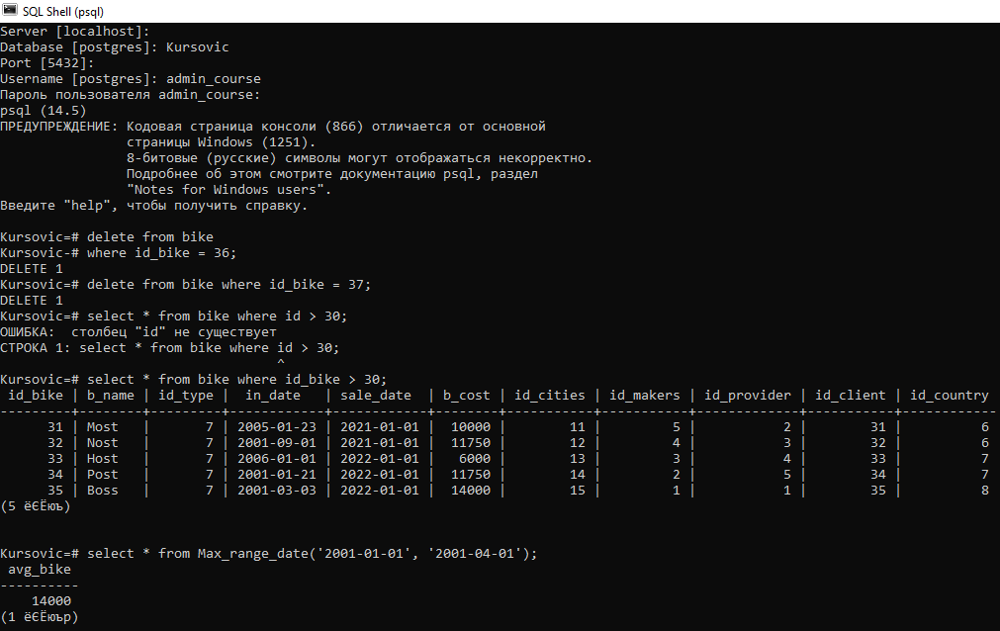 SQL Shell (psql)
Server [localhost]:
Database [postgres]: Kursovic
Port [5432]:
Username [postgres]: admin_course
Пароль пользователя admin_course:
psql (14.5)
ПРЕДУПРЕЖДЕНИЕ: Кодовая страница консоли (866) отличается от основной
                страницы Windows (1251).
                8-битовые (русские) символы могут отображаться некорректно.
                Подробнее об этом смотрите документацию psql, раздел
                "Notes for Windows users".
Введите "help", чтобы получить справку.
Kursovic=# delete from bike
Kursovic-# where id_bike = 36;
DELETE 1
Kursovic=# delete from bike where id_bike = 37;
DELETE 1
Kursovic=# select * from bike where id > 30;
ОШИБКА:  столбец "id" не существует
СТРОКА 1: select * from bike where id > 30;
                                   ^
Kursovic=# select * from bike where id_bike > 30;
 id_bike | b_name | id_type |  in_date   | sale_date  | b_cost | id_cities | id_makers | id_provider | id_client | id_country
---------+--------+---------+------------+------------+--------+-----------+-----------+-------------+-----------+------------
      31 | Most   |       7 | 2005-01-23 | 2021-01-01 |  10000 |        11 |         5 |           2 |        31 |          6
      32 | Nost   |       7 | 2001-09-01 | 2021-01-01 |  11750 |        12 |         4 |           3 |        32 |          6
      33 | Host   |       7 | 2006-01-01 | 2022-01-01 |   6000 |        13 |         3 |           4 |        33 |          7
      34 | Post   |       7 | 2001-01-21 | 2022-01-01 |  11750 |        14 |         2 |           5 |        34 |          7
      35 | Boss   |       7 | 2001-03-03 | 2022-01-01 |  14000 |        15 |         1 |           1 |        35 |          8
(5 ёЄЁюъ)
Kursovic=# select * from Max_range_date('2001-01-01', '2001-04-01');
 avg_bike
----------
    14000
(1 ёЄЁюър)